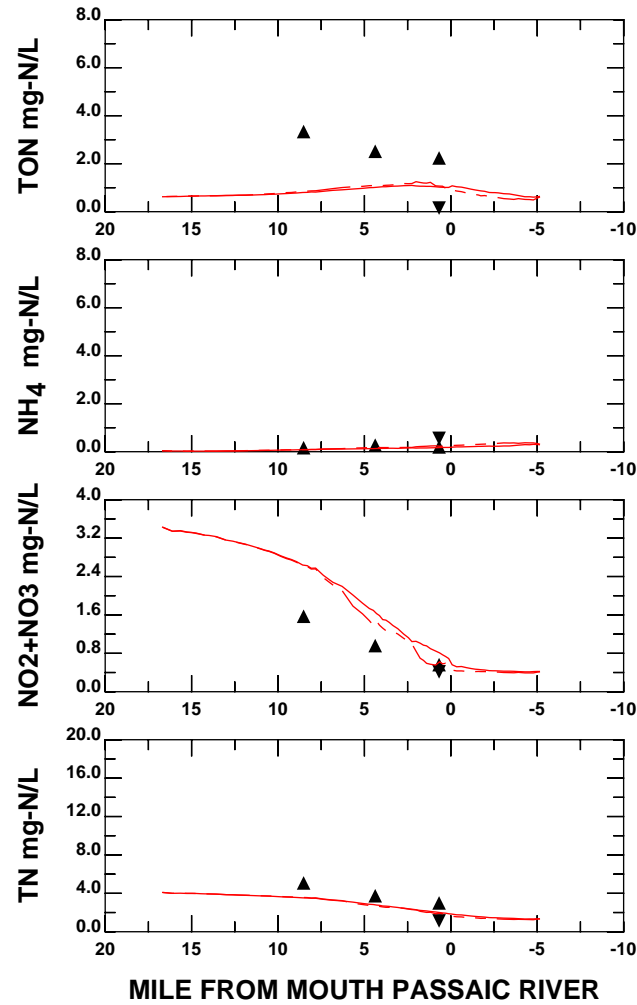 8.0
6.0
4.0
2.0
0.0
TON mg-N/L
20 15 10 5 0 -5 -10
8.0
6.0
4.0
2.0
0.0
NH4 mg-N/L
20 15 10 5 0 -5 -10
4.0
3.2
2.4
1.6
0.8
0.0
NO2+NO3 mg-N/L
20 15 10 5 0 -5 -10
20.0
16.0
12.0
8.0
4.0
0.0
TN mg-N/L
20 15 10 5 0 -5 -10
MILE FROM MOUTH PASSAIC RIVER